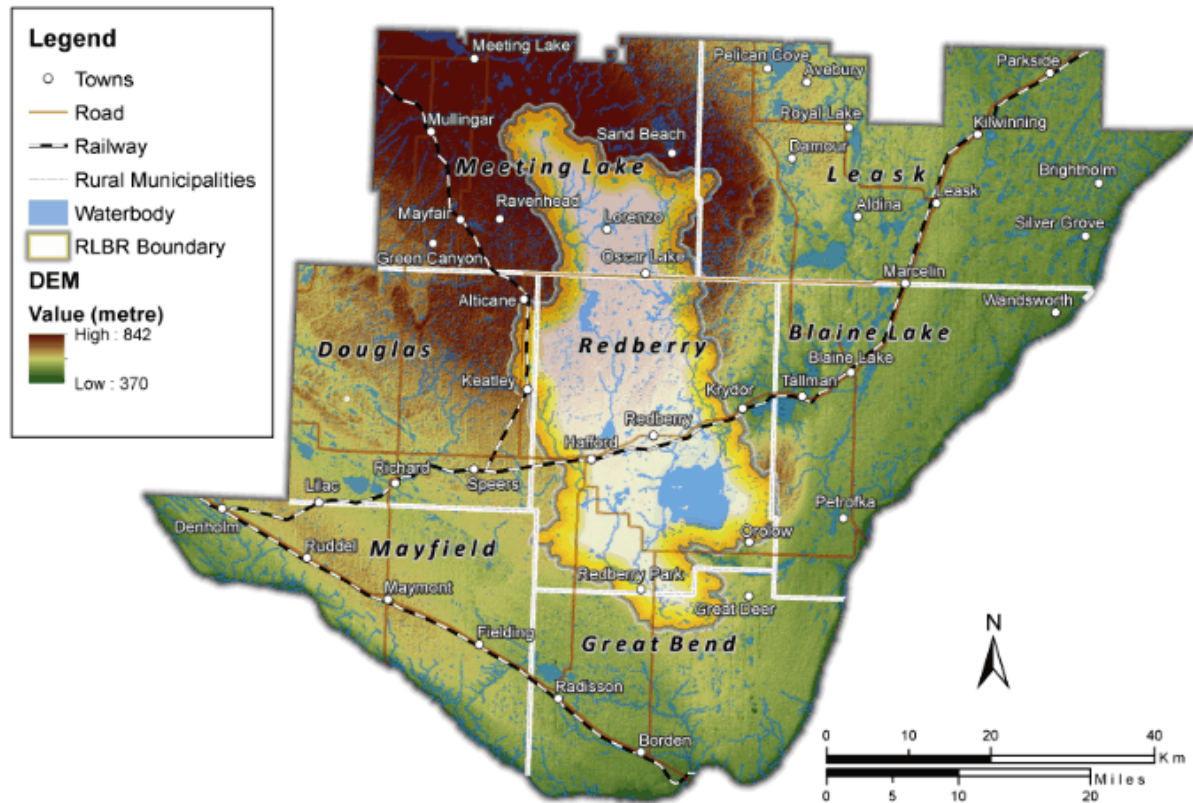 Legend
Towns
Road
Railway
Rural Municipalities
Waterbody
RLBR Boundary
DEM
Value (metre)
High : 842
Low : 370
Meeting Lake
Pelican Cove
Avebury
Parkside
Royal Lake
Mullingar
Sand Beach
Kilwinning
Damour
Meeting Lake
Leask
Brightholm
Ravenhead
Leask
Mayfair
Lorenzo
Aldina
Silver Grove
Green Canyon
Oscar Lake
Marcelin
Alticane
Wandsworth
Douglas
Redberry
Blaine Lake
Blaine Lake
Keatley
Krydor
Tallman
Redberry
Hafford
Richard
Speers
Lilac
Petrofka
Denholm
Orolow
Ruddel
Mayfield
Redberry Park
Maymont
Great Deer
Fielding
Great Bend
N
Radisson
Borden
0 10 20 40
Km
Miles
0 5 10 20